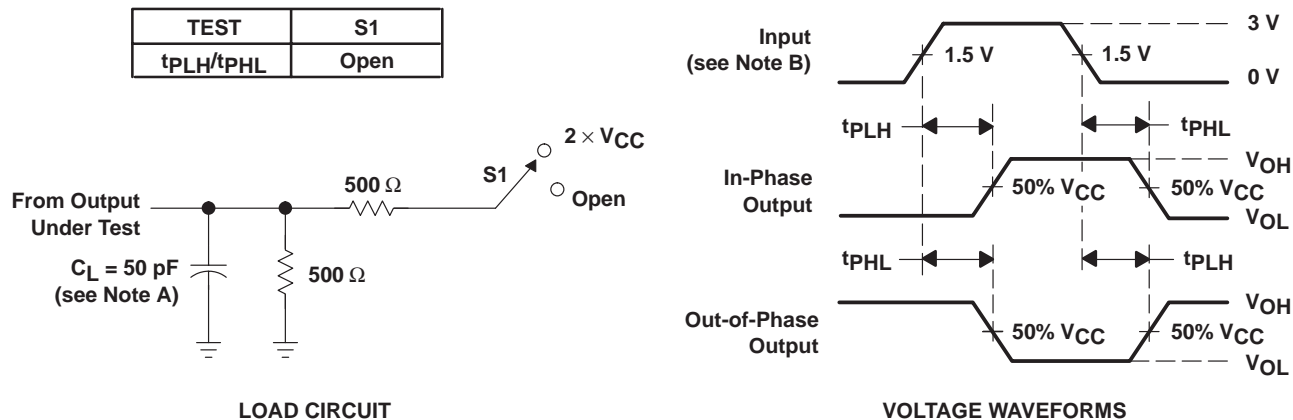 TEST S1
tPLH/tPHL Open
2 × VCC
S1
Open
500 Ω
From Output
Under Test
CL = 50 pF
(see Note A)
500 Ω
LOAD CIRCUIT
Input
(see Note B)
1.5 V
1.5 V
3 V
0 V
tPLH
tPHL
In-Phase
Output
50% VCC
50% VCC
VOH
VOL
tPHL
tPLH
Out-of-Phase
Output
50% VCC
50% VCC
VOH
VOL
VOLTAGE WAVEFORMS